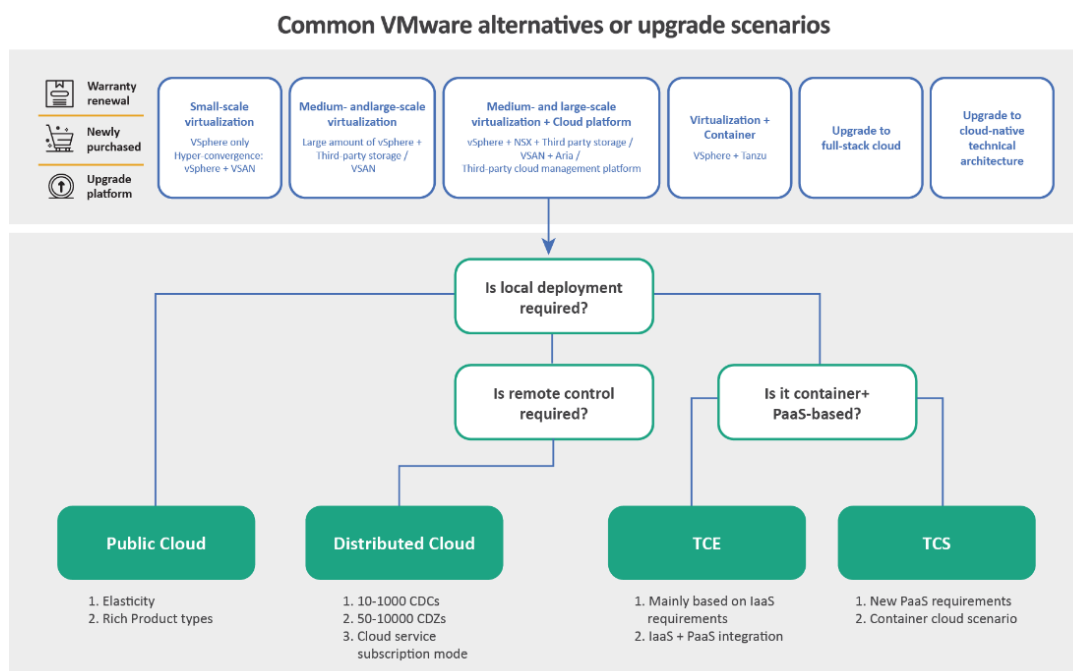 Common VMware alternatives or upgrade scenarios
Warranty
renewal
Newly
purchased
Upgrade
platform
Small-scale
virtualization
VSphere only
Hyper-convergence:
vSphere + VSAN
Medium- andlarge-scale
virtualization
Large amount of vSphere +
Third-party storage /
VSAN
Medium- and large-scale
virtualization + Cloud platform
vSphere + NSX + Third party storage /
VSAN + Aria /
Third-party cloud management platform
Virtualization +
Container
VSphere + Tanzu
Upgrade to
full-stack cloud
Upgrade to
cloud-native
technical
architecture
Is local deployment
required?
Is remote control
required?
Is it container+
PaaS-based?
Public Cloud
1. Elasticity
2. Rich Product types
Distributed Cloud
1. 10-1000 CDCs
2. 50-10000 CDZs
3. Cloud service
subscription mode
TCE
1. Mainly based on IaaS
requirements
2. IaaS + PaaS integration
TCS
1. New PaaS requirements
2. Container cloud scenario